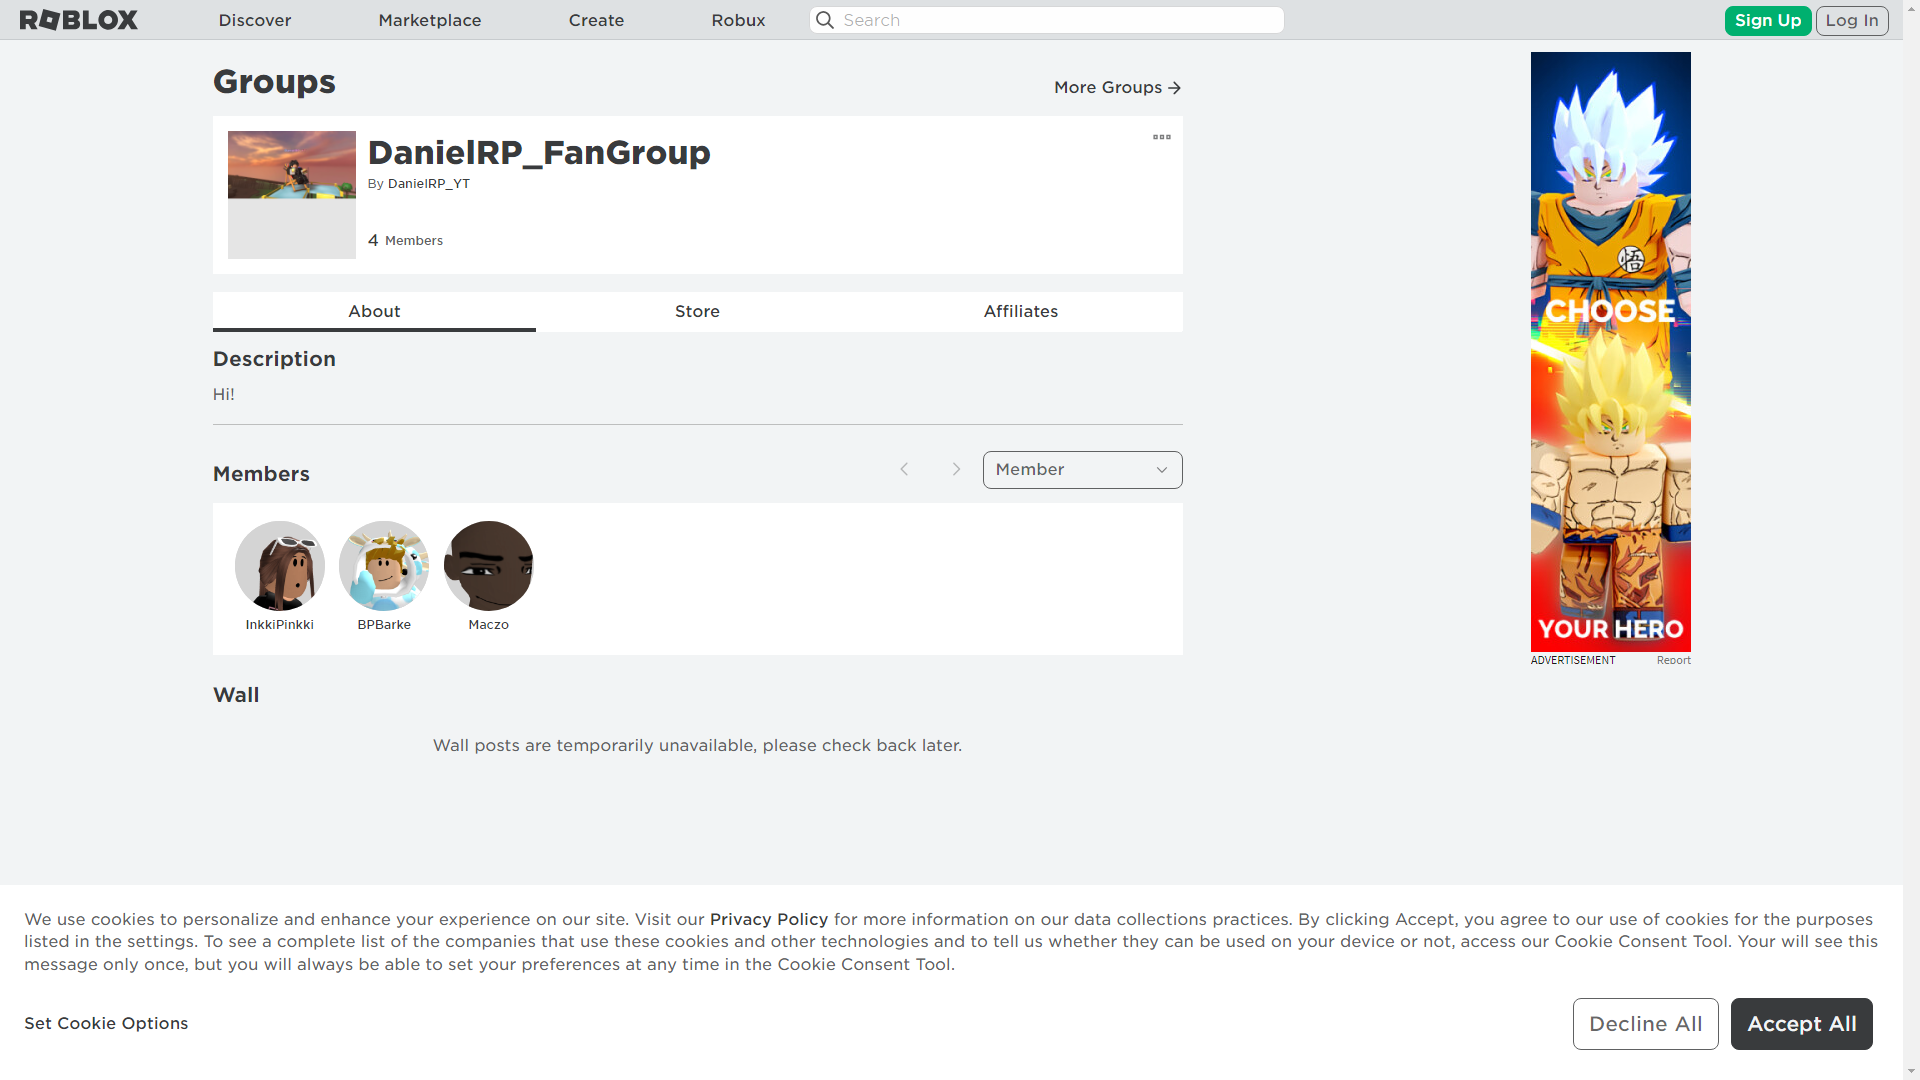 ROBLOX
Discover
Marketplace
Create
Robux
Search
Sign Up
Log In
Groups
More Groups
DanielRP_FanGroup
By DanielRP_YT
4 Members
About
Store
Affiliates
Description
Hi!
Members
Member
InkkiPinkki
BPBarke
Maczo
Wall
Wall posts are temporarily unavailable, please check back later.
悟
CHOOSE
YOUR HERO
ADVERTISEMENT
Report
We use cookies to personalize and enhance your experience on our site. Visit our Privacy Policy for more information on our data collections practices. By clicking Accept, you agree to our use of cookies for the purposes
listed in the settings. To see a complete list of the companies that use these cookies and other technologies and to tell us whether they can be used on your device or not, access our Cookie Consent Tool. Your will see this
message only once, but you will always be able to set your preferences at any time in the Cookie Consent Tool.
Set Cookie Options
Decline All
Accept All